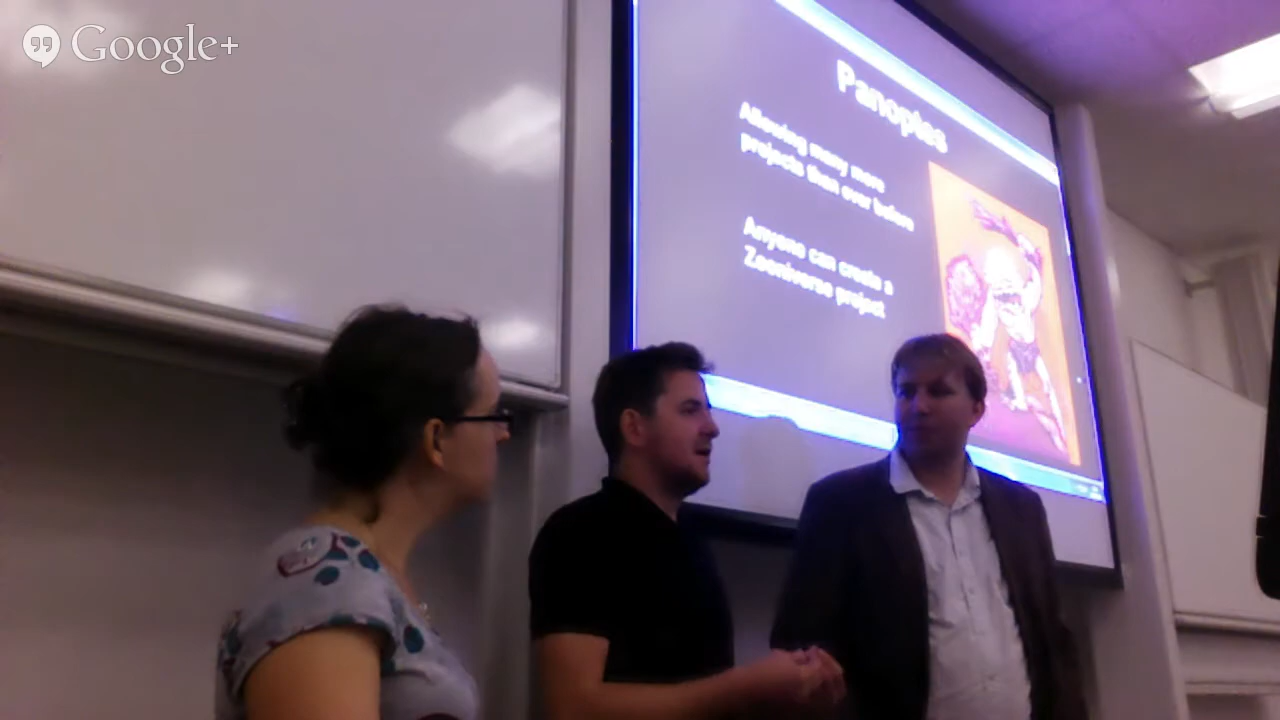 Google+
Panoptes
Allowing many more
projects than ever before
Anyone can create a
Zooniverse project